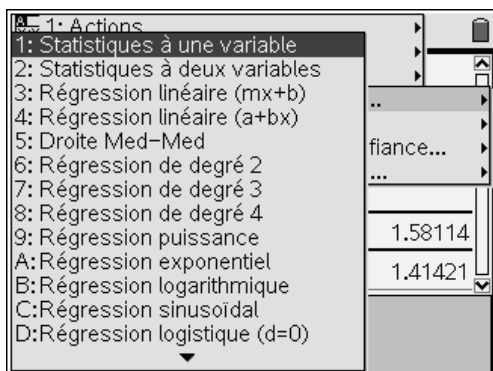 1: Actions
1: Statistiques à une variable
2: Statistiques à deux variables
3: Régression linéaire (mx+b)
4: Régression linéaire (a+bx)
5: Droite Med-Med
6: Régression de degré 2
7: Régression de degré 3
8: Régression de degré 4
9: Régression puissance
A:Régression exponentiel
B:Régression logarithmique
C:Régression sinusoïdal
D:Régression logistique (d=0)
..
fiance...
...
1.58114
1.41421